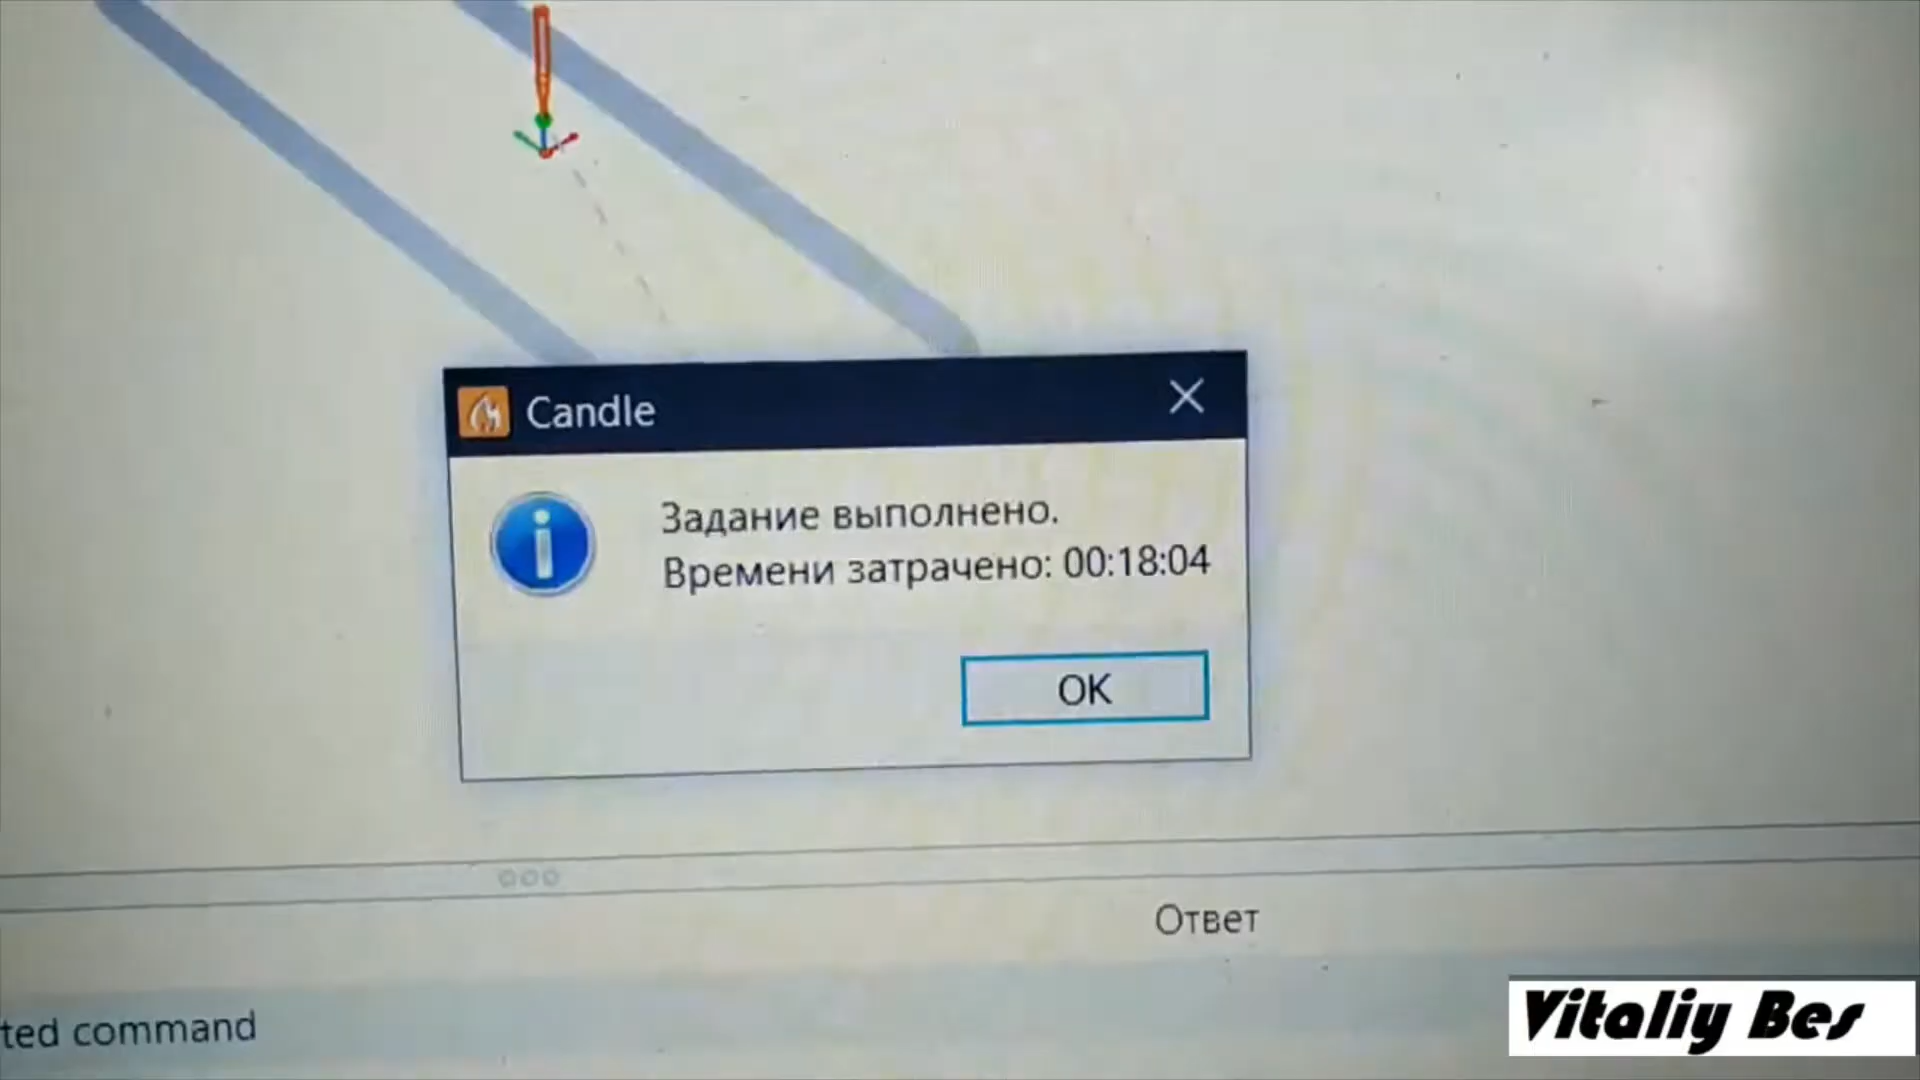 Candle
Задание выполнено.
Времени затрачено: 00:18:04
OK
Ответ
ted command
Vitaliy Bes